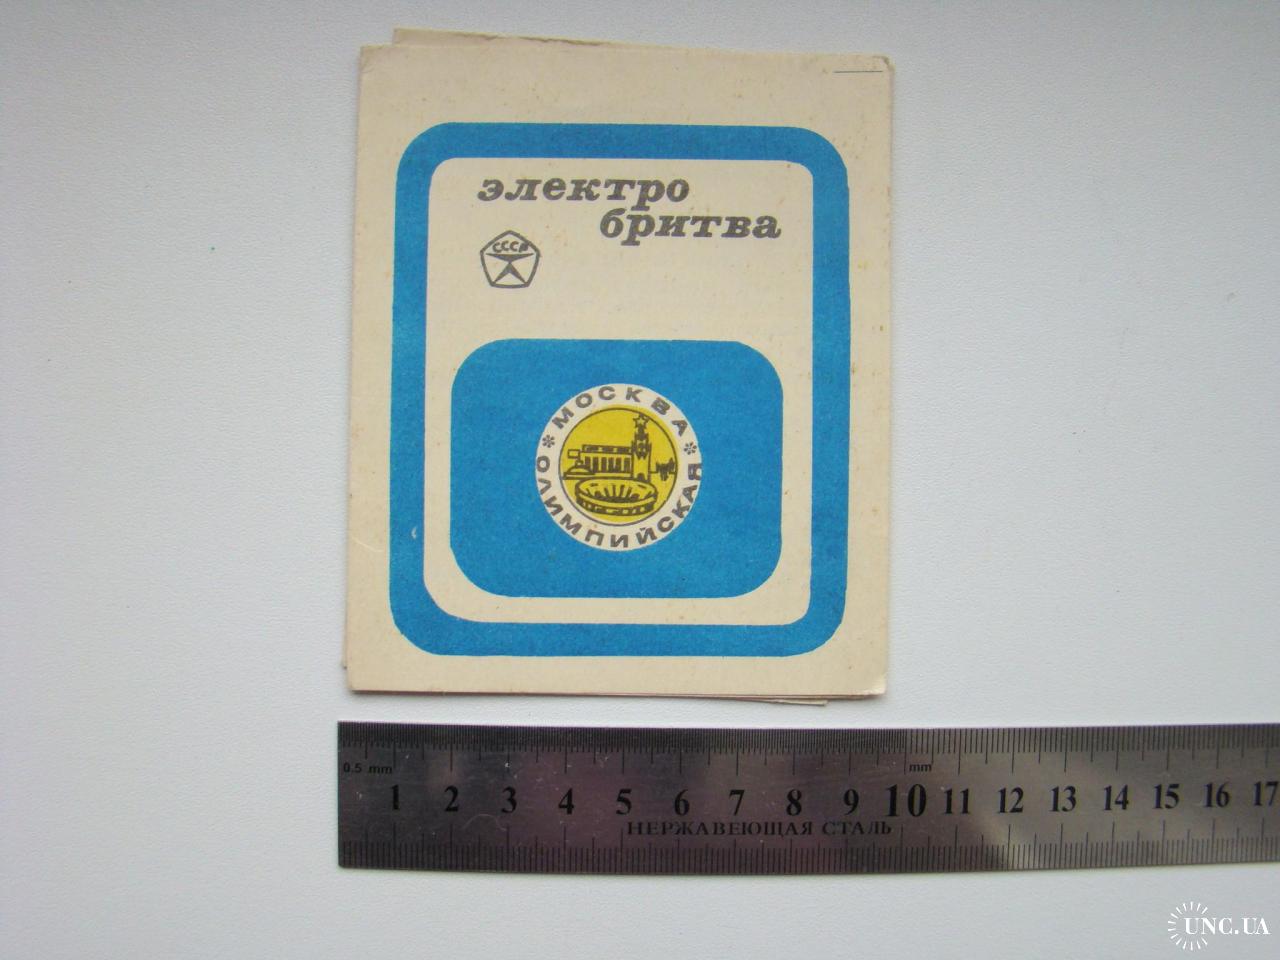 электро
бритва
СССР
МОСКВА
ОЛИМПИЙСКАЯ
0.5 mm
mm
1 2 3 4 5 6 7 8 9 10 11 12 13 14 15 16 17
НЕРЖАВЕЮЩАЯ СТАЛЬ
UNC.UA